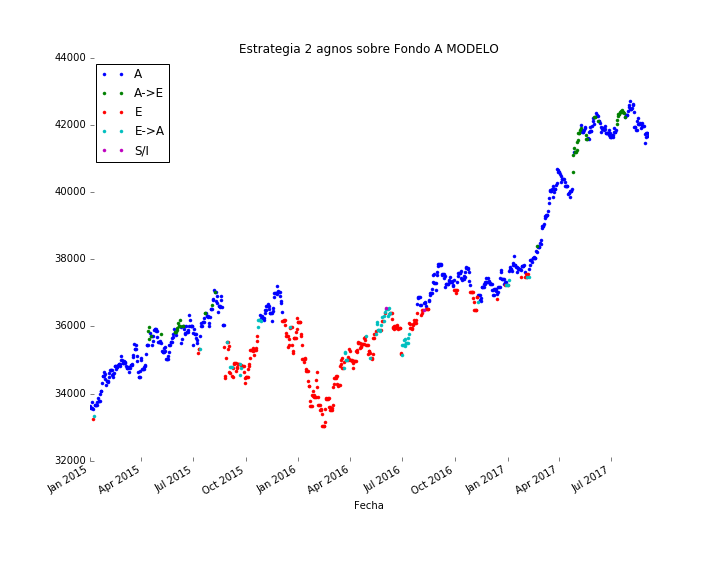 Estrategia 2 agnos sobre Fondo A MODELO
44000
42000
40000
38000
36000
34000
32000
A
A->E
E
E->A
S/I
Jan 2015
Apr 2015
Jul 2015
Oct 2015
Jan 2016
Apr 2016
Jul 2016
Oct 2016
Jan 2017
Apr 2017
Jul 2017
Fecha